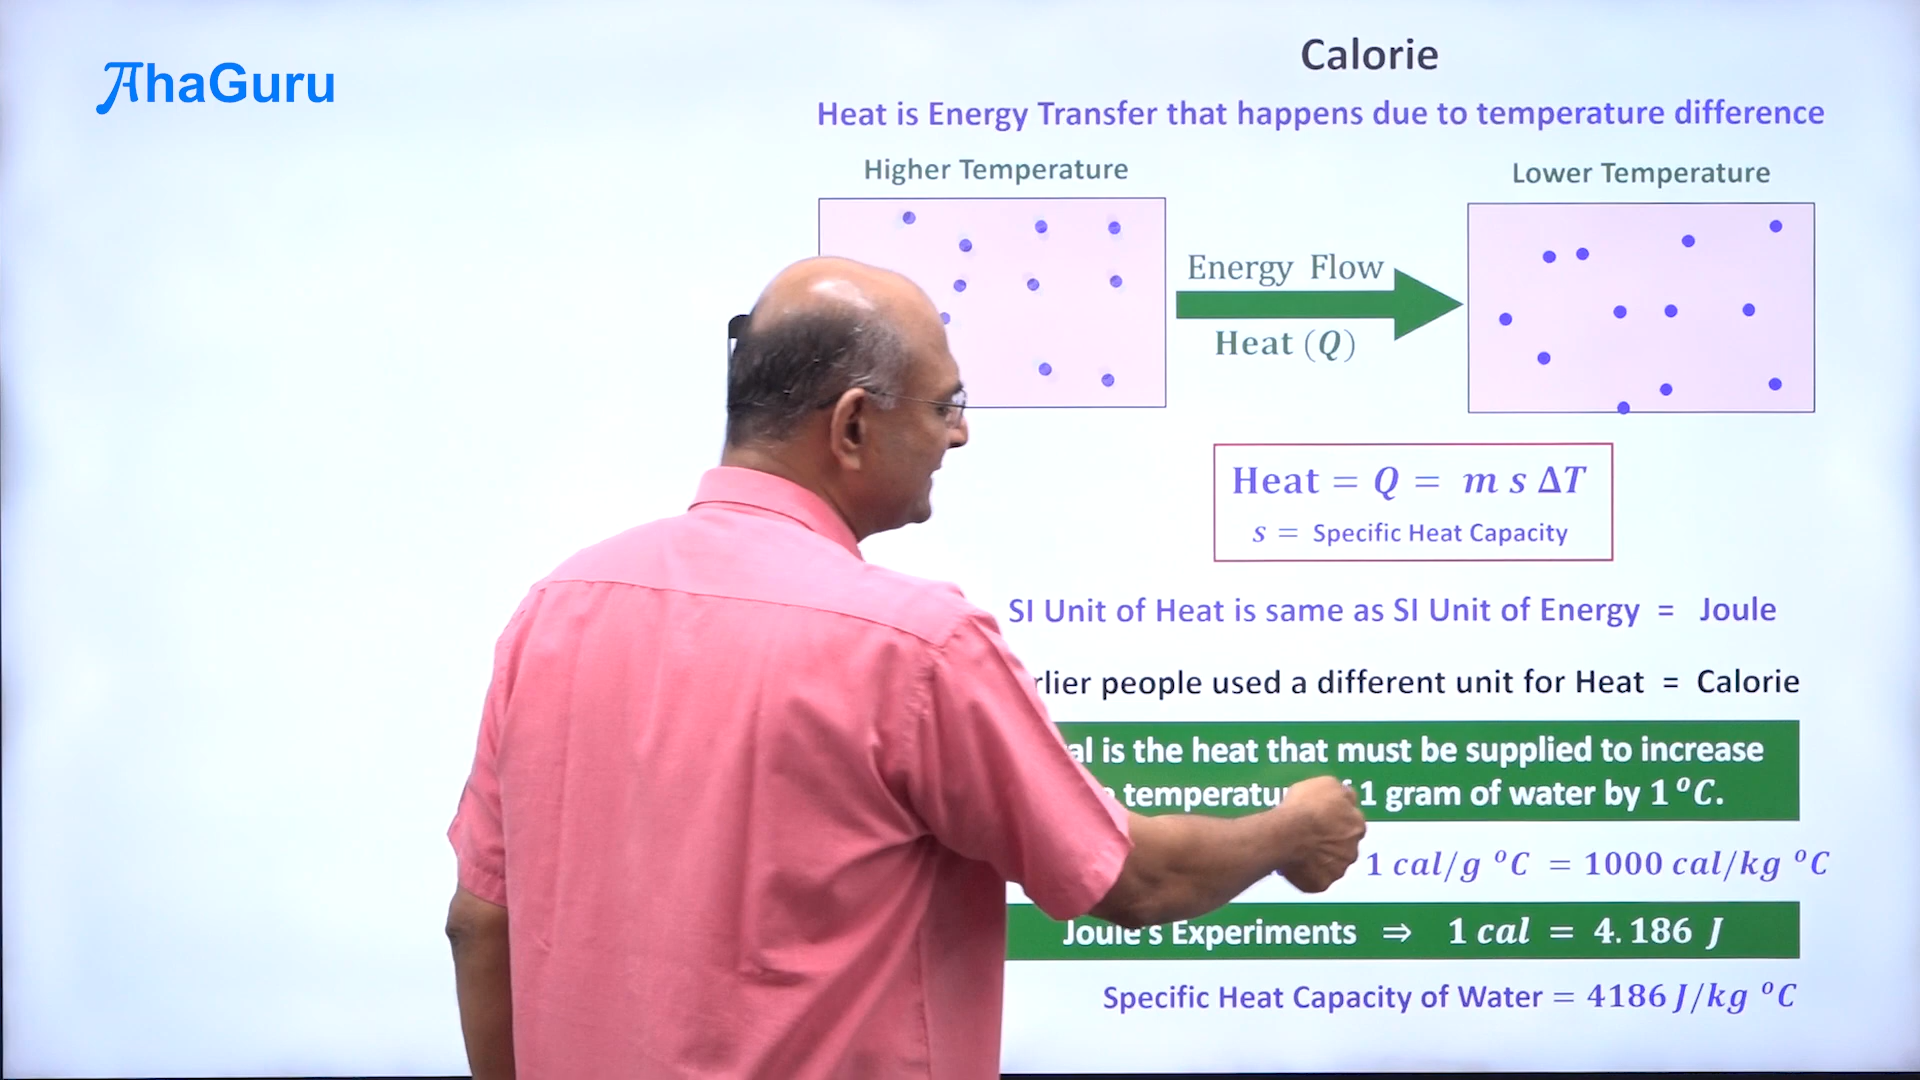 AhaGuru
Calorie
Heat is Energy Transfer that happens due to temperature difference
Higher Temperature
Lower Temperature
Energy Flow
Heat (Q)
Heat = Q = m s ΔT
s = Specific Heat Capacity
SI Unit of Heat is same as SI Unit of Energy = Joule
people used a different unit for Heat = Calorie
is the heat that must be supplied to increase
1 gram of water by 1 °C.
1 cal/g °C = 1000 cal/kg °C
Joule's Experiments ⇒ 1 cal = 4.186 J
Specific Heat Capacity of Water = 4186 J/kg °C